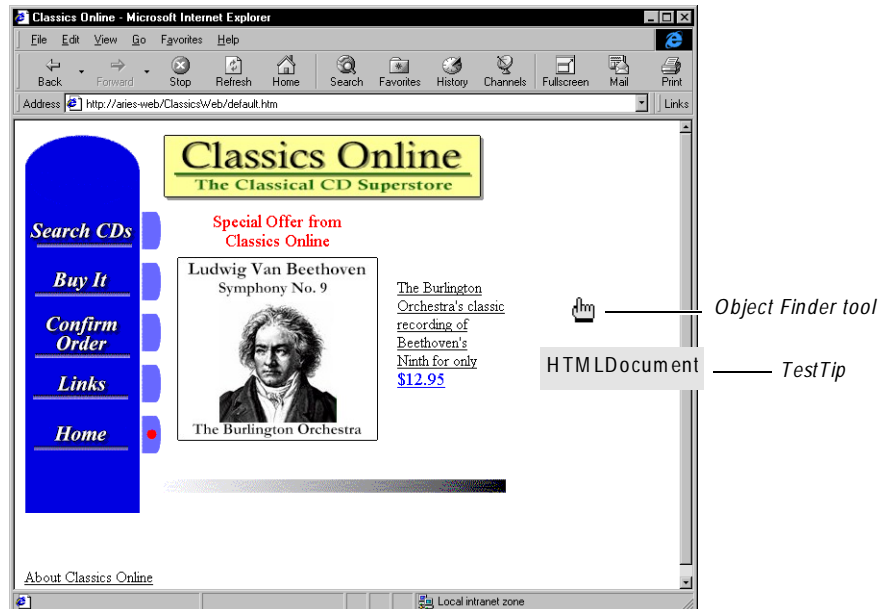 Classics Online - Microsoft Internet Explorer
File Edit View Go Favorites Help
Back Forward Stop Refresh Home Search Favorites History Channels Fullscreen Mail Print
Address http://aries-web/ClassicsWeb/default.htm Links
Classics Online
The Classical CD Superstore
Search CDs
Buy It
Confirm
Order
Links
Home
Special Offer from
Classics Online
Ludwig Van Beethoven
Symphony No. 9
The Burlington Orchestra
The Burlington
Orchestra's classic
recording of
Beethoven's
Ninth for only
$12.95
Object Finder tool
HTMLDocument
TestTip
About Classics Online
Local intranet zone